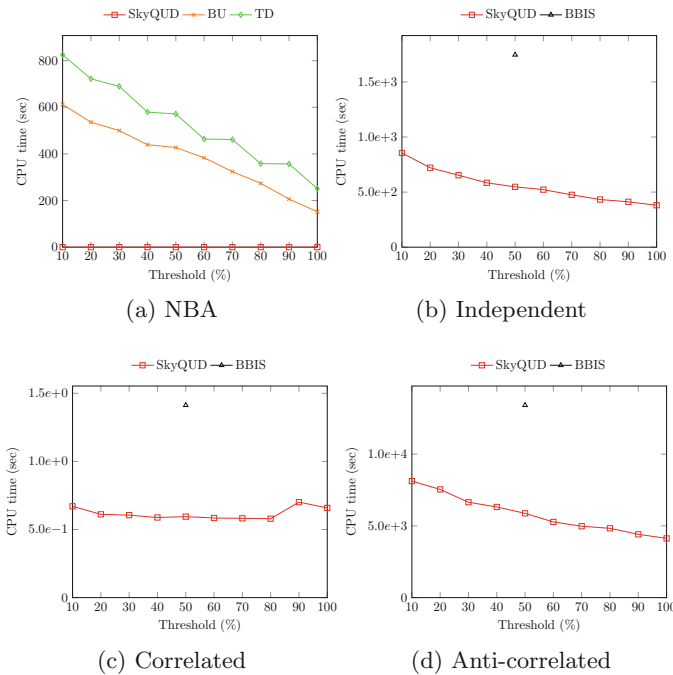 SkyQUD BU TD
CPU time (sec)
800
600
400
200
0
10 20 30 40 50 60 70 80 90 100
Threshold (%)
(a) NBA
BBIS
SkyQUD
CPU time (sec)
1.5e+3
1.0e+3
5.0e+2
0
10 20 30 40 50 60 70 80 90 100
Threshold (%)
(b) Independent
SkyQUD BBIS
CPU time (sec)
1.5e+0
1.0e+0
5.0e−1
0
10 20 30 40 50 60 70 80 90 100
Threshold (%)
(c) Correlated
SkyQUD BBIS
CPU time (sec)
1.0e+4
5.0e+3
0
10 20 30 40 50 60 70 80 90 100
Threshold (%)
(d) Anti-correlated